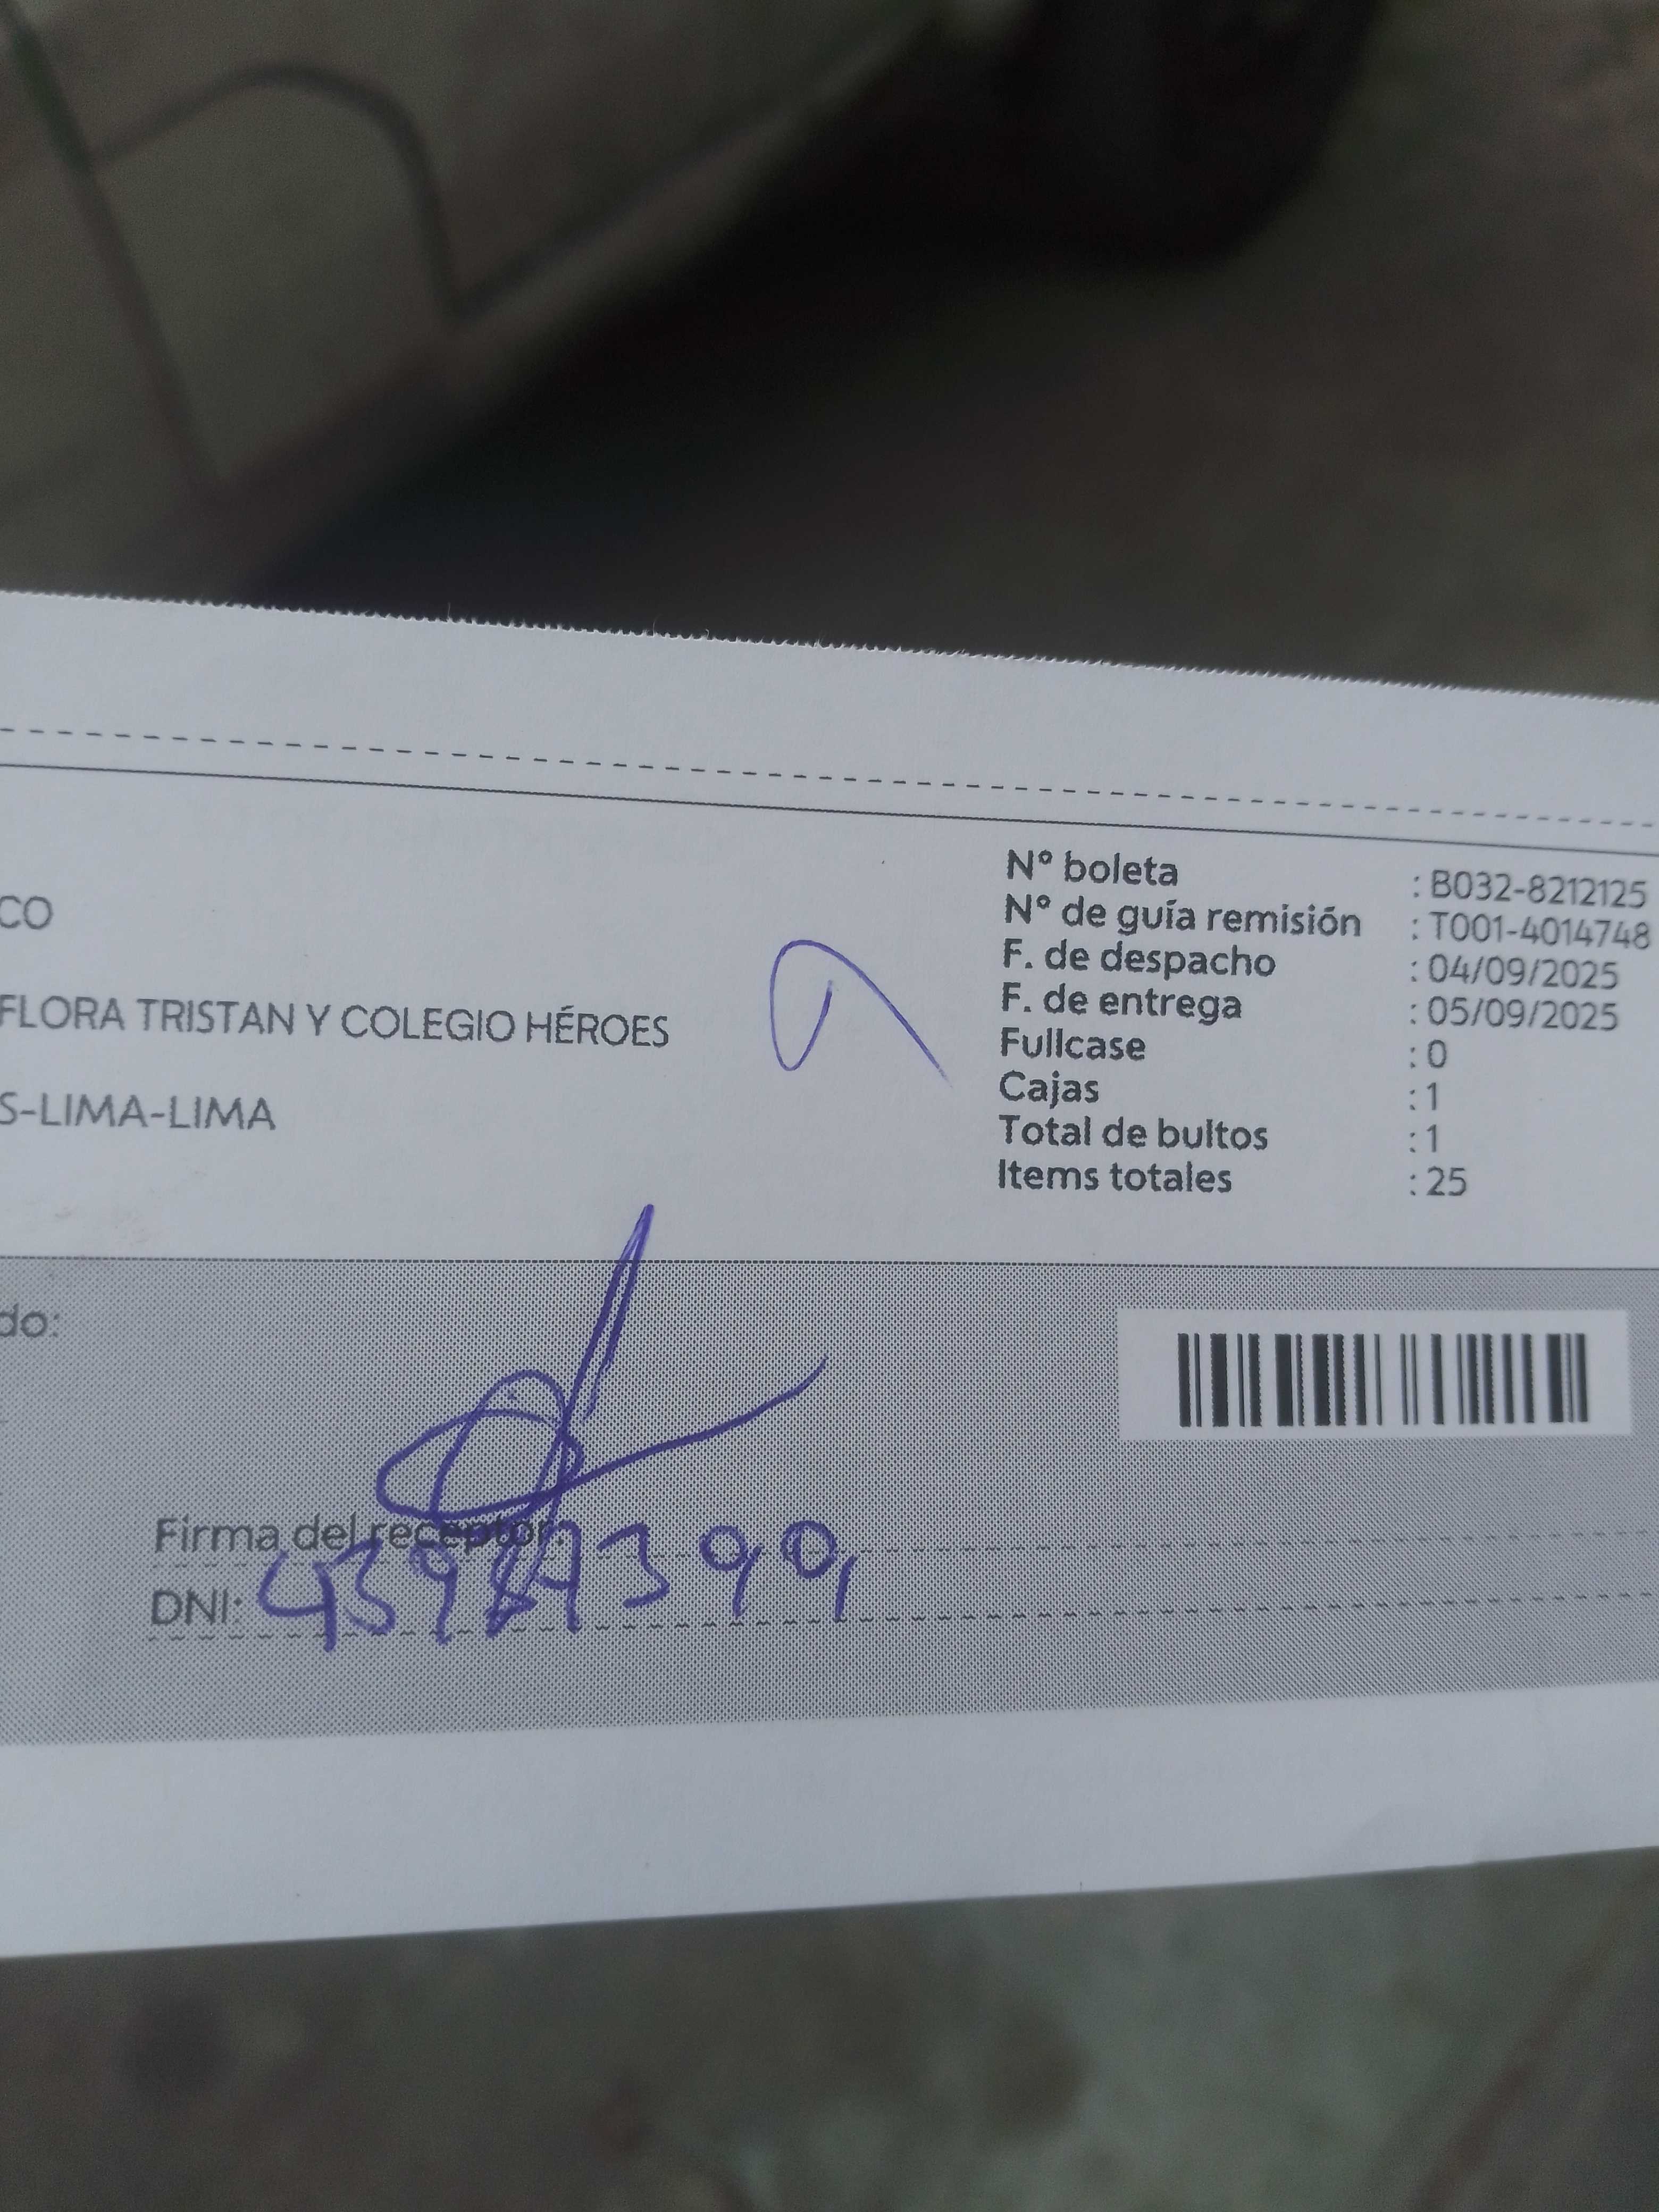 Nº boleta : B032-8212125
CO
Nº de guía remisión : T001-4014748
F. de despacho : 04/09/2025
FLORA TRISTAN Y COLEGIO HÉROES
F. de entrega : 05/09/2025
Fullcase : 0
Cajas : 1
S-LIMA-LIMA
Total de bultos : 1
Items totales : 25
do:
Firma del receptor:
DNI: